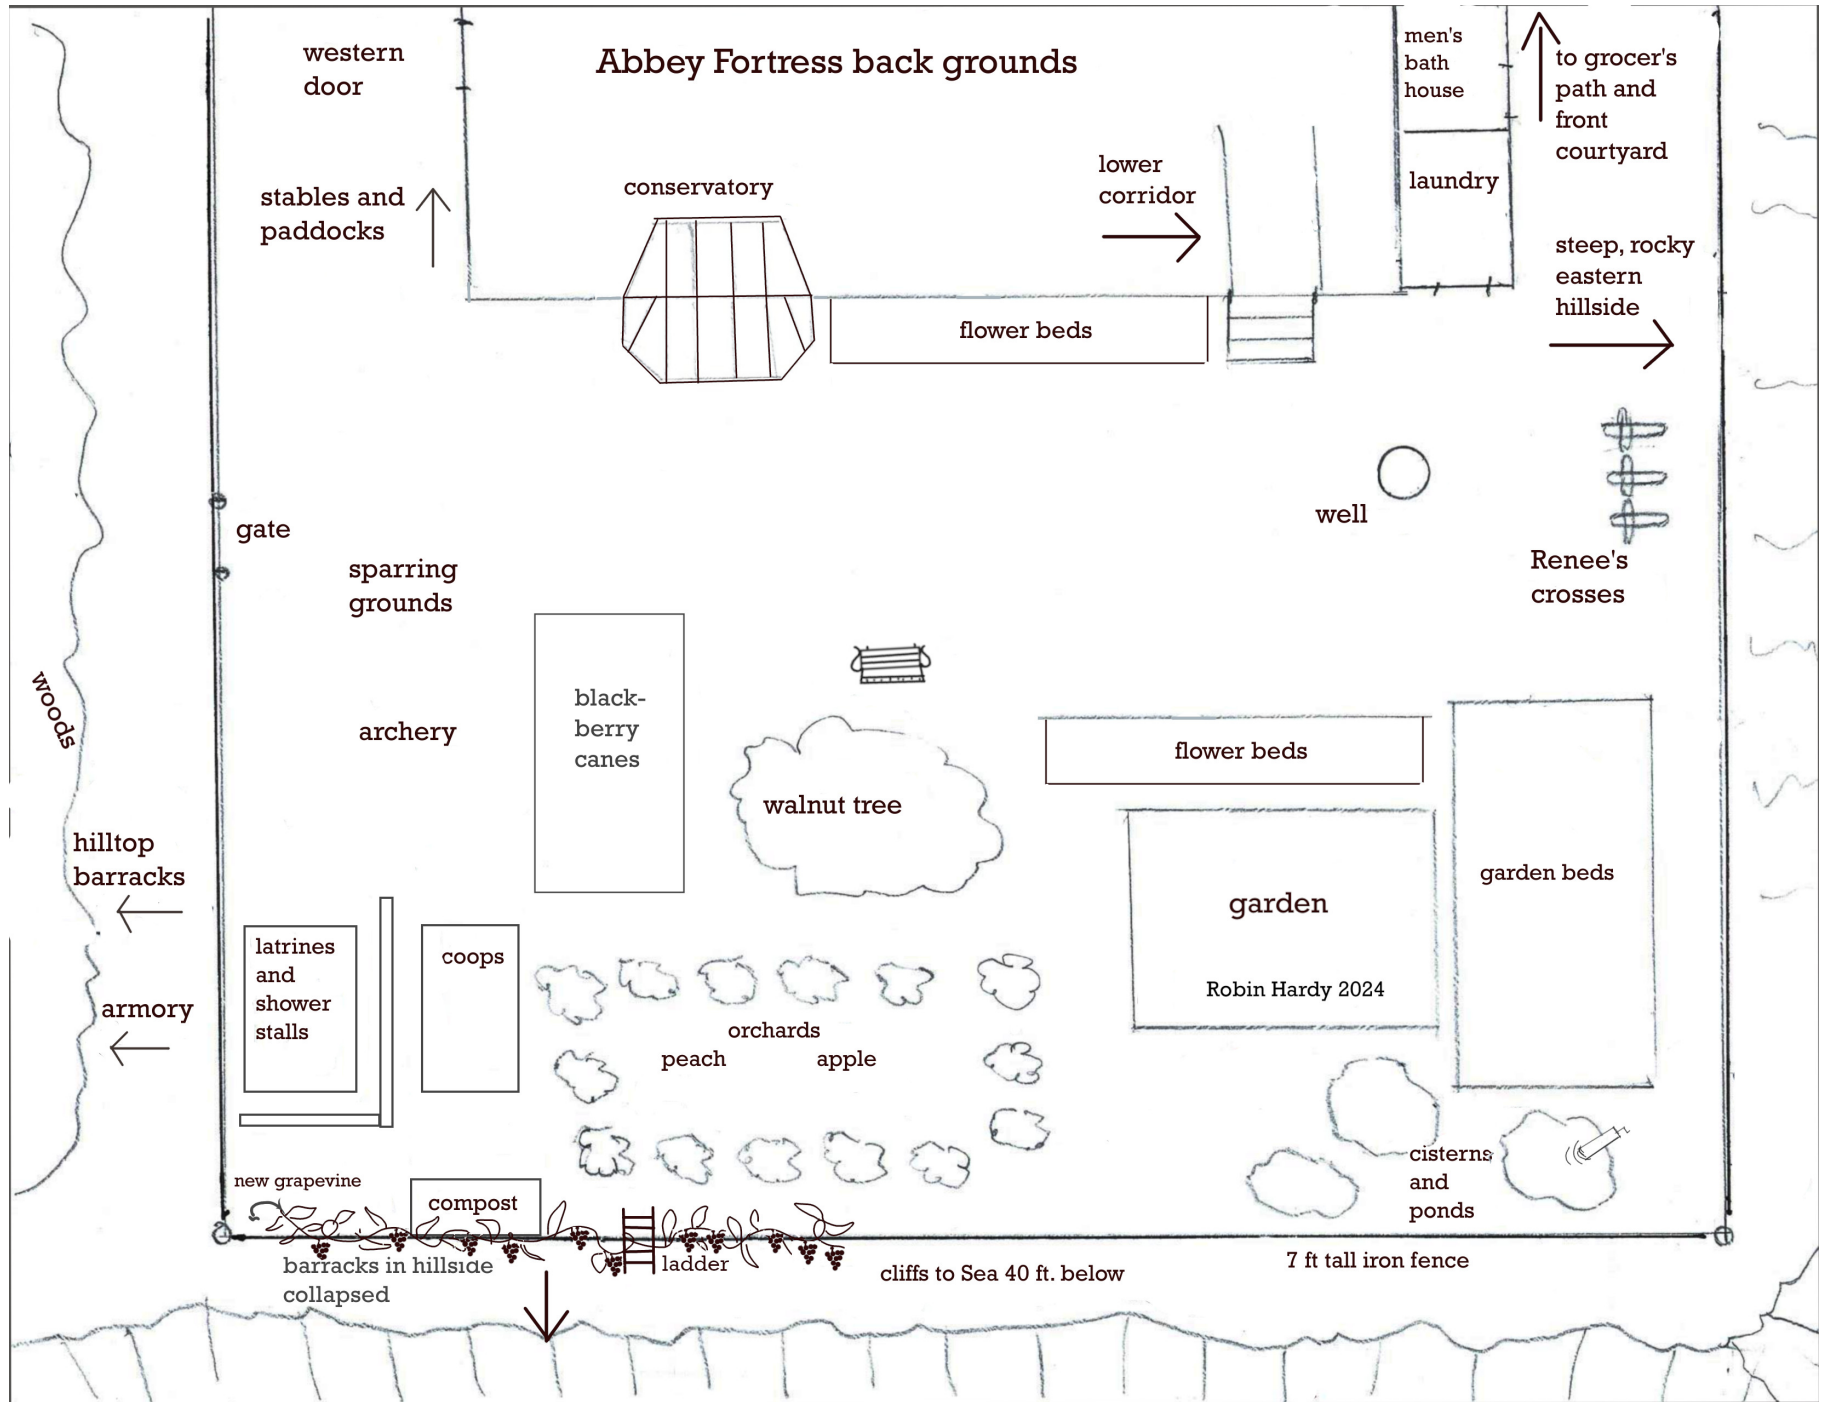 Abbey Fortress back grounds
western
door
men's
bath
house
to grocer's
path and
front
courtyard
stables and
paddocks
conservatory
lower
corridor
laundry
steep, rocky
eastern
hillside
flower beds
gate
well
sparring
grounds
Renee's
crosses
woods
archery
black-
berry
canes
walnut tree
flower beds
garden beds
hilltop
barracks
garden
latrines
and
shower
stalls
coops
armory
Robin Hardy 2024
orchards
peach
apple
cisterns
and
ponds
new grapevine
compost
barracks in hillside
collapsed
ladder
cliffs to Sea 40 ft. below
7 ft tall iron fence